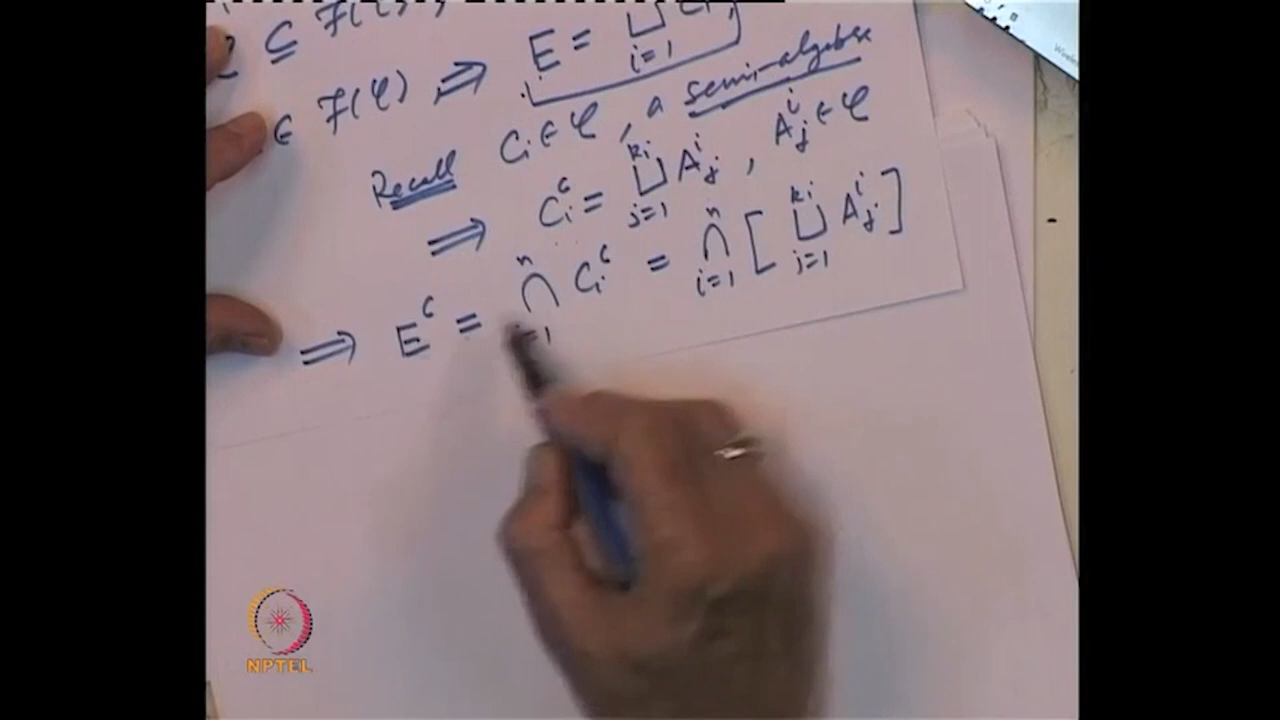 ⊆ F(C),
∈ F(C), ⟹ E = ⊔_{i=1} C_i,
Recall C_i ∈ C, a semi-algebra
⟹ C_i^c = ⊔_{j=1}^{k_i} A_j^i, A_j^i ∈ C
⟹ E^c = ∩_{i=1}^n C_i^c = ∩_{i=1}^n [ ⊔_{j=1}^{k_i} A_j^i ]
NPTEL